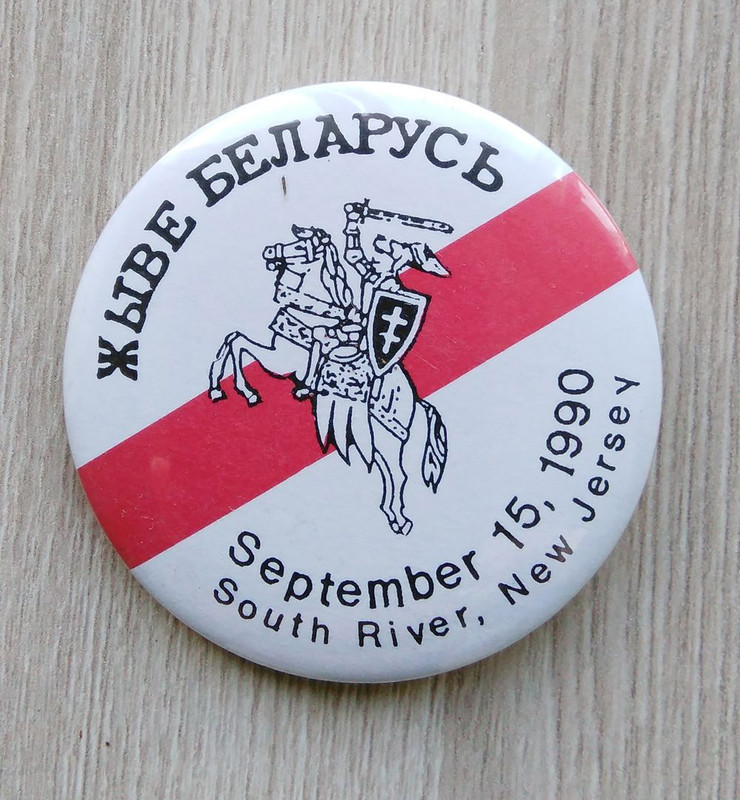 ЖЫВЕ БЕЛАРУСЬ
September 15, 1990
South River, New Jersey